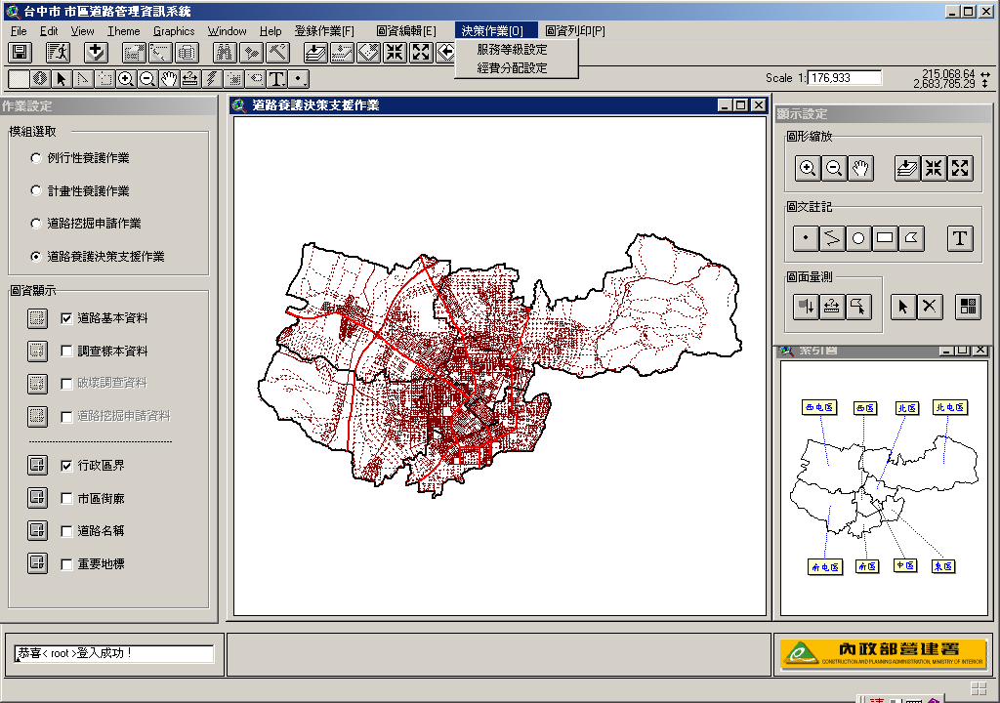 台中市 市區道路管理資訊系統
File Edit View Theme Graphics Window Help 登錄作業[F] 圖資編輯[E] 決策作業[O] 圖資列印[P]
服務等級設定
經費分配設定
Scale 1: 176,933
215,068.64
2,683,785.29
作業設定
模組選取
例行性養護作業
計畫性養護作業
道路挖掘申請作業
道路養護決策支援作業
圖資顯示
道路基本資料
調查樣本資料
破壞調查資料
道路挖掘申請資料
行政區界
市區街廓
道路名稱
重要地標
道路養護決策支援作業
顯示設定
圖形縮放
圖文註記
T
圖面量測
索引圖
西屯區 西區 北區 北屯區
南屯區 南區 中區 東區
恭喜< root >登入成功！
內政部營建署
CONSTRUCTION AND PLANNING ADMINISTRATION, MINISTRY OF INTERIOR